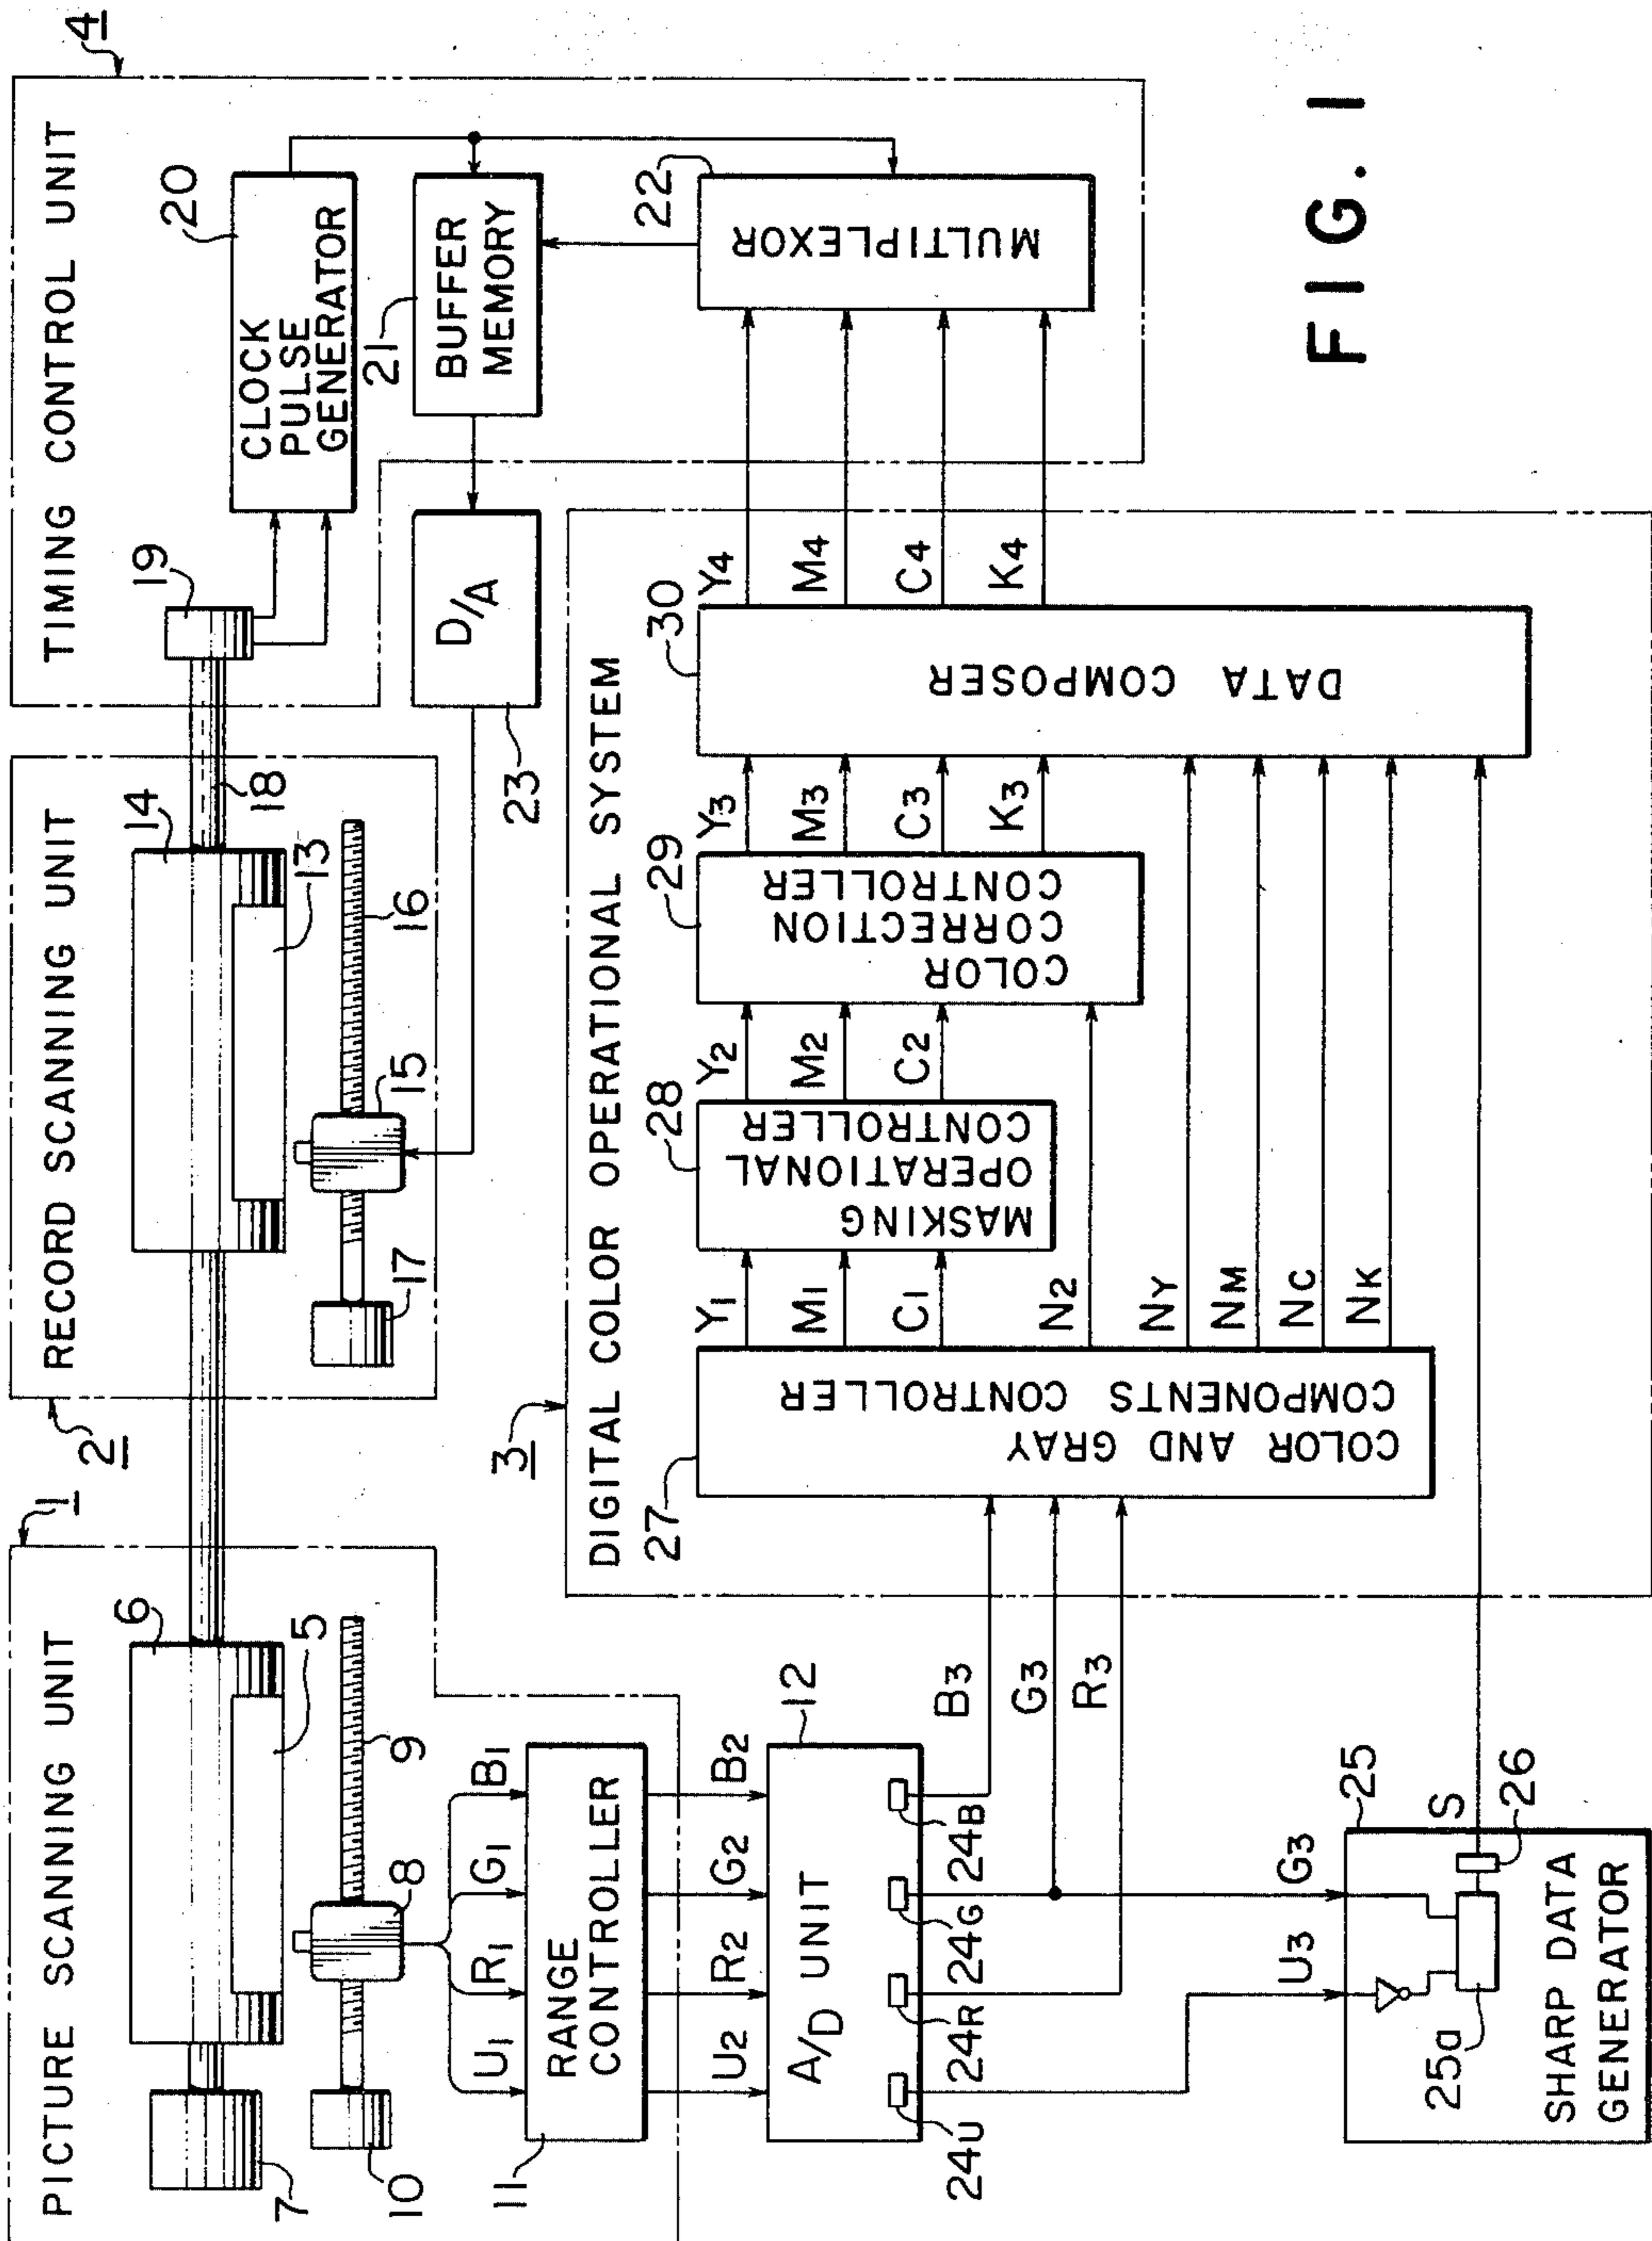 PICTURE SCANNING UNIT
1
6
5
7
9
8
10
U1 R1 G1 B1
11
RANGE
CONTROLLER
U2 R2 G2 B2
12
A/D UNIT
24U 24R 24G 24B
B3
G3
R3
U3 G3
25
S
26
25a
SHARP DATA
GENERATOR
2
RECORD SCANNING UNIT
14
13
18
16
15
17
TIMING CONTROL UNIT
4
19
20
CLOCK
PULSE
GENERATOR
21
BUFFER
MEMORY
22
MULTIPLEXOR
D/A
23
3
DIGITAL COLOR OPERATIONAL SYSTEM
27
COLOR AND GRAY
COMPONENTS CONTROLLER
Y1
M1
C1
N2
NY
NM
NC
NK
28
MASKING
OPERATIONAL
CONTROLLER
Y2
M2
C2
29
COLOR
CORRECTION
CONTROLLER
Y3
M3
C3
K3
30
DATA COMPOSER
Y4
M4
C4
K4
FIG. 1